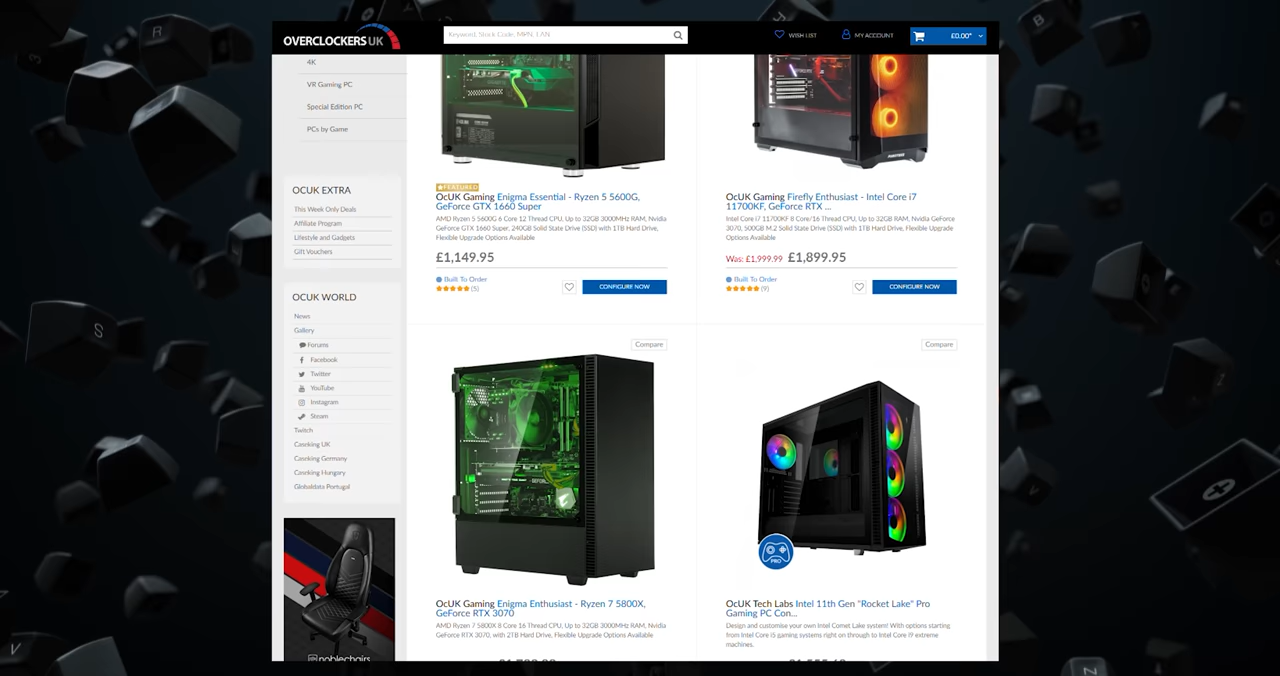 OVERCLOCKERS UK
Keyword, Stock Code, MPN, EAN
WISH LIST
MY ACCOUNT
£0.00*
4K
VR Gaming PC
Special Edition PC
PCs by Game
OCUK EXTRA
This Week Only Deals
Affiliate Program
Lifestyle and Gadgets
Gift Vouchers
OCUK WORLD
News
Gallery
Forums
Facebook
Twitter
YouTube
Instagram
Steam
Twitch
Caseking UK
Caseking Germany
Caseking Hungary
Globaldata Portugal
noblechairs
FEATURED
OcUK Gaming Enigma Essential - Ryzen 5 5600G,
GeForce GTX 1660 Super
AMD Ryzen 5 5600G 6 Core 12 Thread CPU, Up to 32GB 3000MHz RAM, Nvidia
GeForce GTX 1660 Super, 240GB Solid State Drive (SSD) with 1TB Hard Drive,
Flexible Upgrade Options Available
£1,149.95
Built To Order
(5)
CONFIGURE NOW
OcUK Gaming Firefly Enthusiast - Intel Core i7
11700KF, GeForce RTX ...
Intel Core i7 11700KF 8 Core/16 Thread CPU, Up to 32GB RAM, Nvidia GeForce
3070, 500GB M.2 Solid State Drive (SSD) with 1TB Hard Drive, Flexible Upgrade
Options Available
Was: £1,999.99 £1,899.95
Built To Order
(9)
CONFIGURE NOW
Compare
OcUK Gaming Enigma Enthusiast - Ryzen 7 5800X,
GeForce RTX 3070
AMD Ryzen 7 5800X 8 Core 16 Thread CPU, Up to 32GB 3000MHz RAM, Nvidia
GeForce RTX 3070, with 2TB Hard Drive, Flexible Upgrade Options Available
Compare
PRO
OcUK Tech Labs Intel 11th Gen "Rocket Lake" Pro
Gaming PC Con...
Design and customise your own Intel Comet Lake system! With options starting
from Intel Core i5 gaming systems right on through to Intel Core i9 extreme
machines.
R
B
S
Z
V
N